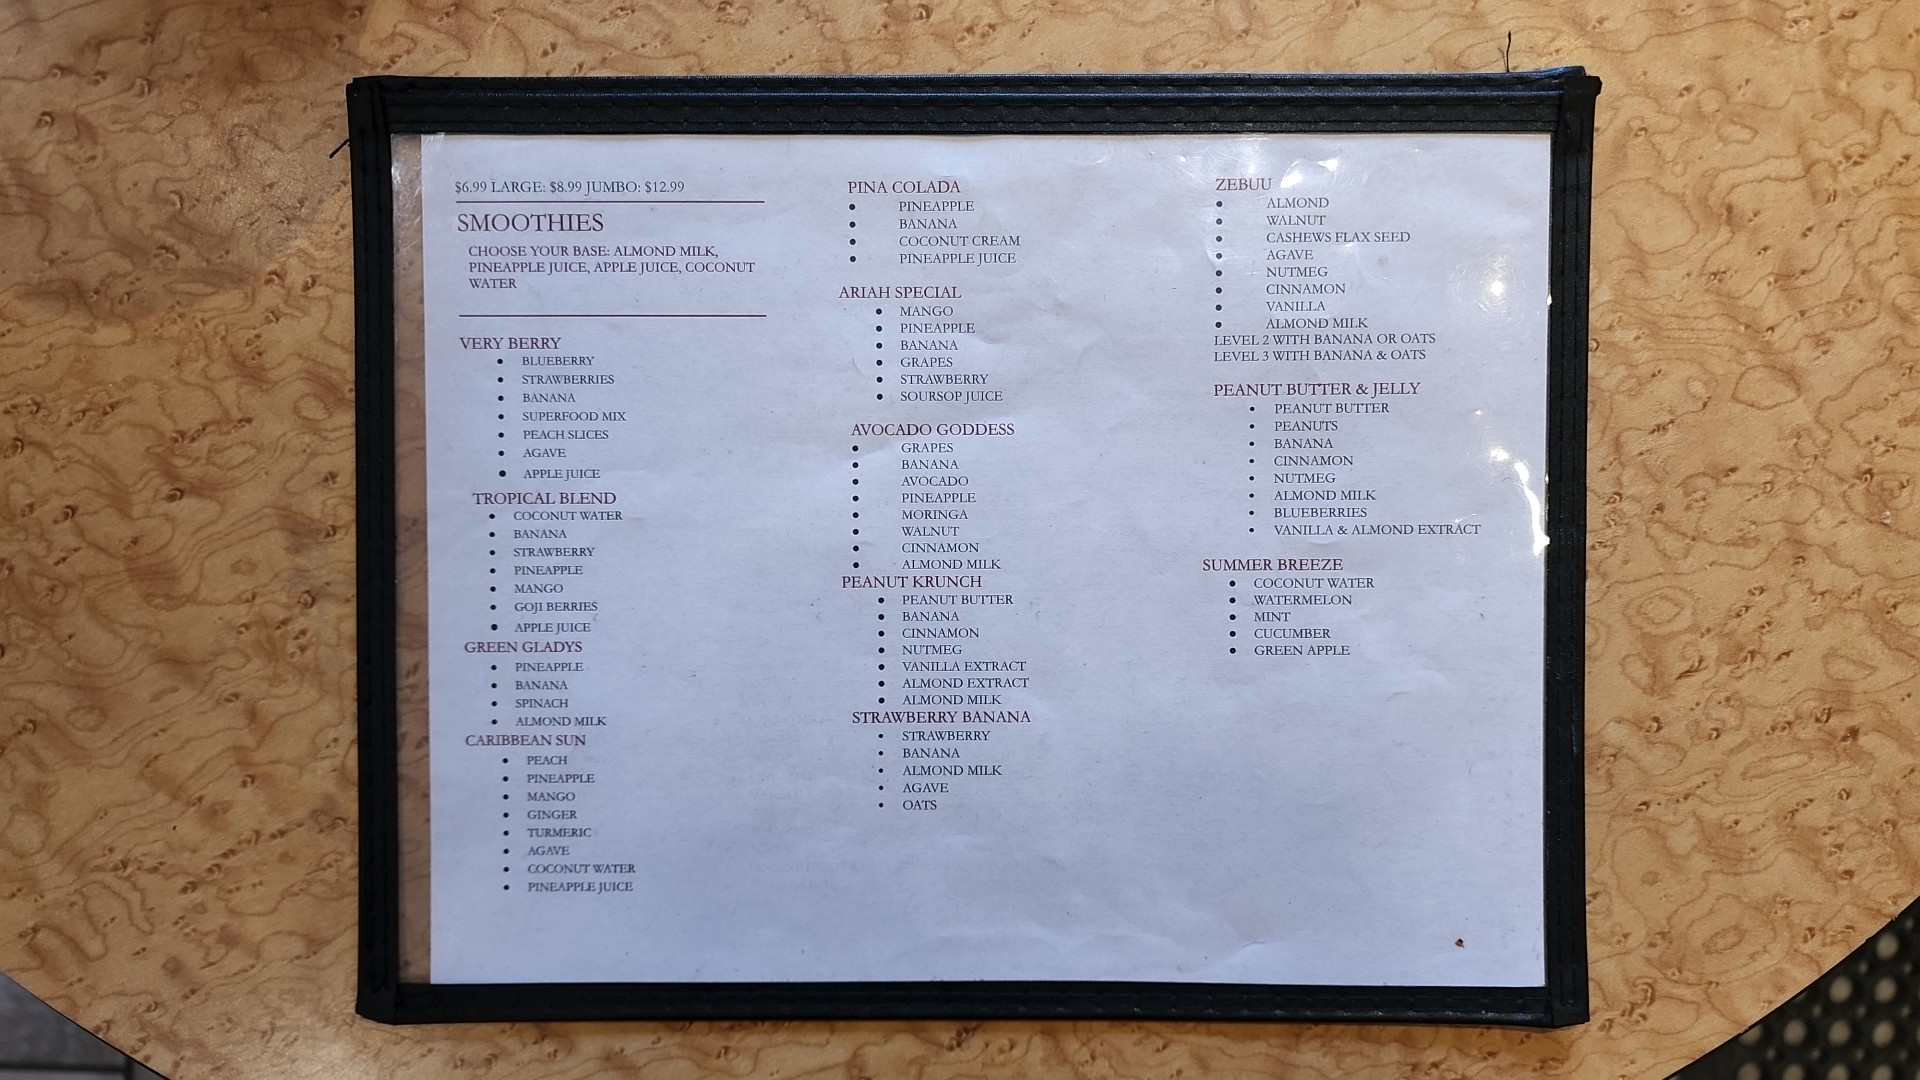 $6.99 LARGE: $8.99 JUMBO: $12.99
SMOOTHIES
CHOOSE YOUR BASE: ALMOND MILK,
PINEAPPLE JUICE, APPLE JUICE, COCONUT
WATER
VERY BERRY
BLUEBERRY
STRAWBERRIES
BANANA
SUPERFOOD MIX
PEACH SLICES
AGAVE
APPLE JUICE
TROPICAL BLEND
COCONUT WATER
BANANA
STRAWBERRY
PINEAPPLE
MANGO
GOJI BERRIES
APPLE JUICE
GREEN GLADYS
PINEAPPLE
BANANA
SPINACH
ALMOND MILK
CARIBBEAN SUN
PEACH
PINEAPPLE
MANGO
GINGER
TURMERIC
AGAVE
COCONUT WATER
PINEAPPLE JUICE
PINA COLADA
PINEAPPLE
BANANA
COCONUT CREAM
PINEAPPLE JUICE
ARIAH SPECIAL
MANGO
PINEAPPLE
BANANA
GRAPES
STRAWBERRY
SOURSOP JUICE
AVOCADO GODDESS
GRAPES
BANANA
AVOCADO
PINEAPPLE
MORINGA
WALNUT
CINNAMON
ALMOND MILK
PEANUT KRUNCH
PEANUT BUTTER
BANANA
CINNAMON
NUTMEG
VANILLA EXTRACT
ALMOND EXTRACT
ALMOND MILK
STRAWBERRY BANANA
STRAWBERRY
BANANA
ALMOND MILK
AGAVE
OATS
ZEBUU
ALMOND
WALNUT
CASHEWS FLAX SEED
AGAVE
NUTMEG
CINNAMON
VANILLA
ALMOND MILK
LEVEL 2 WITH BANANA OR OATS
LEVEL 3 WITH BANANA & OATS
PEANUT BUTTER & JELLY
PEANUT BUTTER
PEANUTS
BANANA
CINNAMON
NUTMEG
ALMOND MILK
BLUEBERRIES
VANILLA & ALMOND EXTRACT
SUMMER BREEZE
COCONUT WATER
WATERMELON
MINT
CUCUMBER
GREEN APPLE